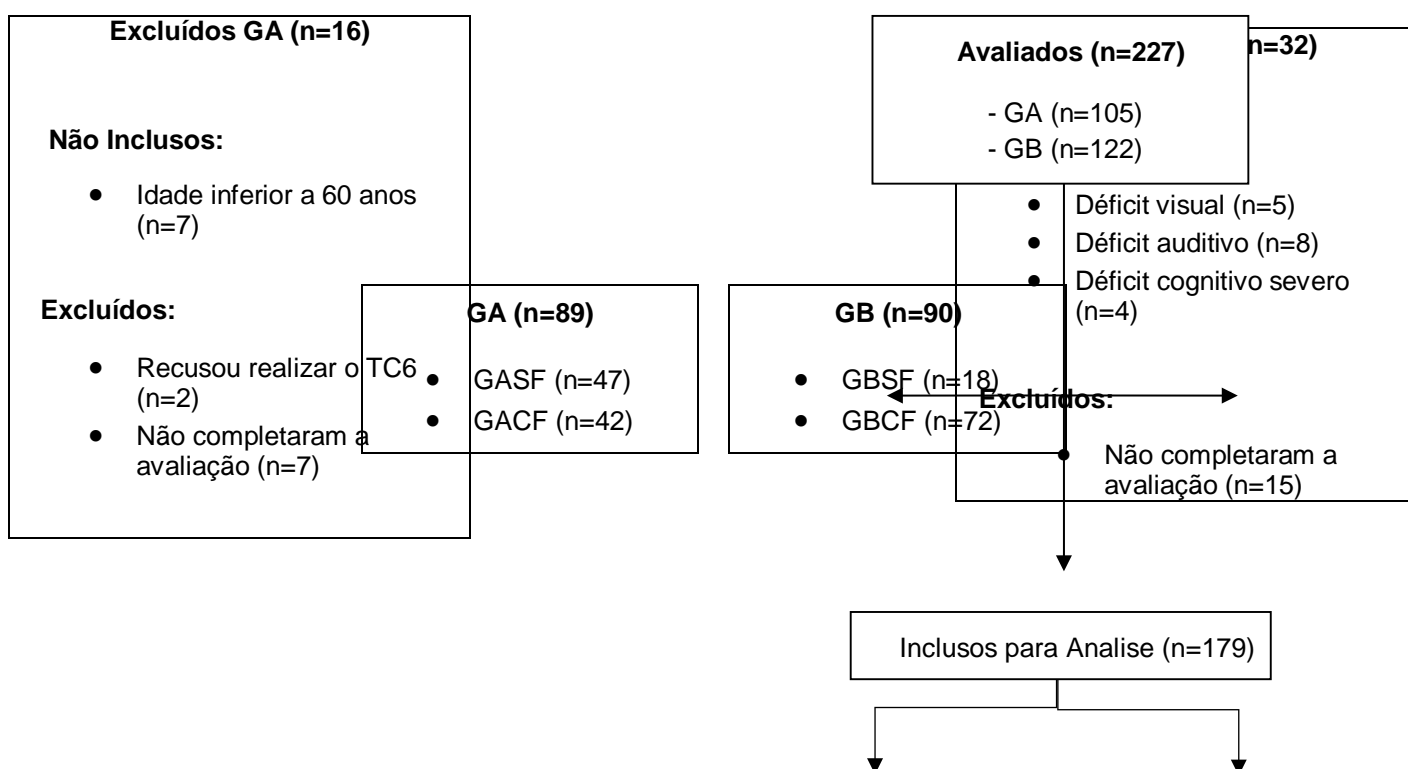 Excluídos GA (n=16)
Não Inclusos:
● Idade inferior a 60 anos
(n=7)
Excluídos:
● Recusou realizar o TC6
(n=2)
● Não completaram a
avaliação (n=7)
Avaliados (n=227)
- GA (n=105)
- GB (n=122)
n=32)
● Déficit visual (n=5)
● Déficit auditivo (n=8)
● Déficit cognitivo severo
(n=4)
Excluídos:
● Não completaram a
avaliação (n=15)
GA (n=89)
● GASF (n=47)
● GACF (n=42)
GB (n=90)
● GBSF (n=18)
● GBCF (n=72)
Inclusos para Analise (n=179)